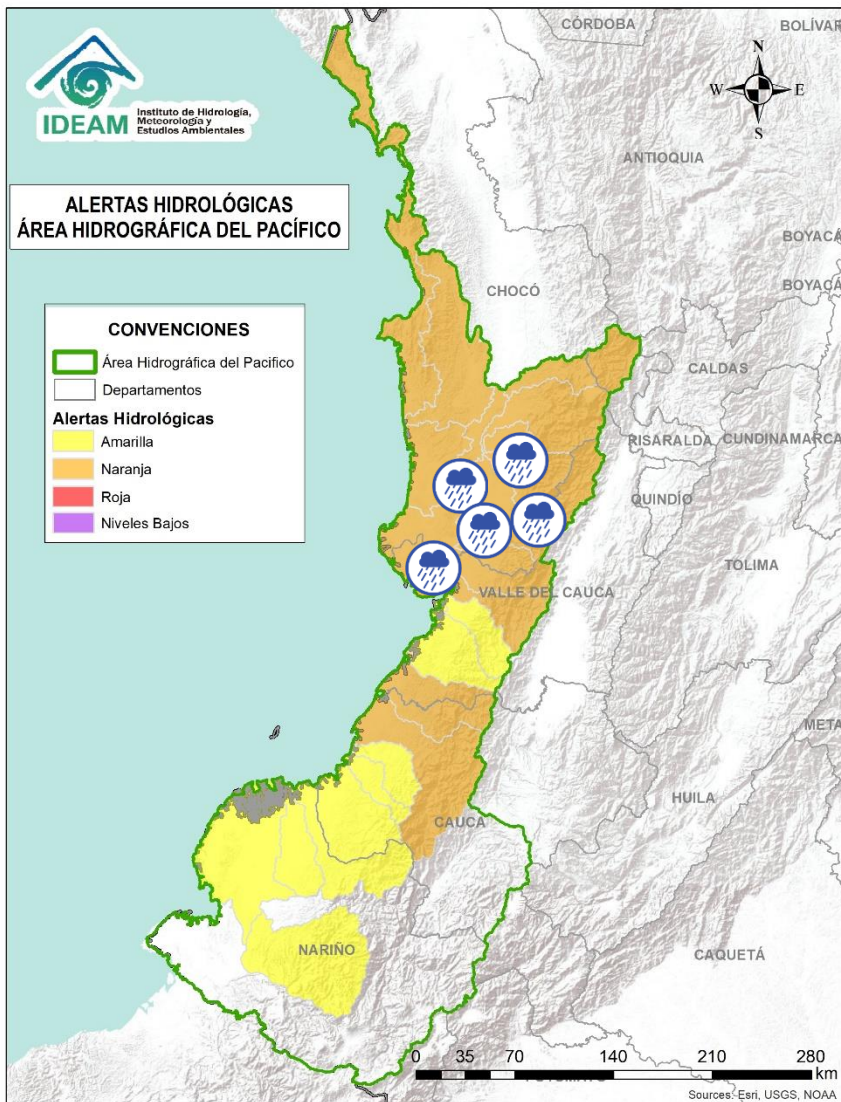 CÓRDOBA
BOLÍVAR
N
W E
S
IDEAM
Instituto de Hidrología,
Meteorología y
Estudios Ambientales
ANTIOQUIA
ALERTAS HIDROLÓGICAS
ÁREA HIDROGRÁFICA DEL PACÍFICO
BOYACÁ
BOYACÁ
CHOCÓ
CONVENCIONES
Área Hidrográfica del Pacifico
Departamentos
Alertas Hidrológicas
Amarilla
Naranja
Roja
Niveles Bajos
CALDAS
RISARALDA
CUNDINAMARCA
QUINDÍO
TOLIMA
VALLE DEL CAUCA
META
HUILA
CAUCA
NARIÑO
CAQUETÁ
0 35 70 140 210 280
km
Sources: Esri, USGS, NOAA